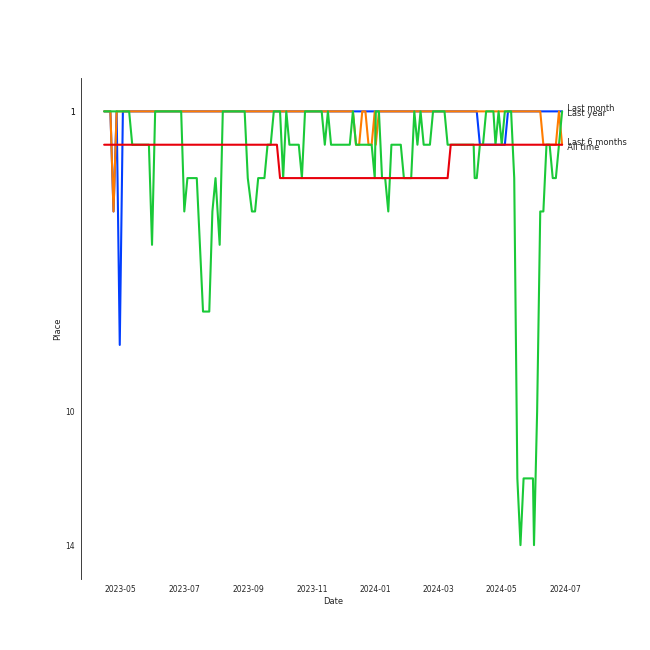 1
Last month
Last year
Last 6 months
All time
Place
10
14
2023-05
2023-07
2023-09
2023-11
2024-01
2024-03
2024-05
2024-07
Date